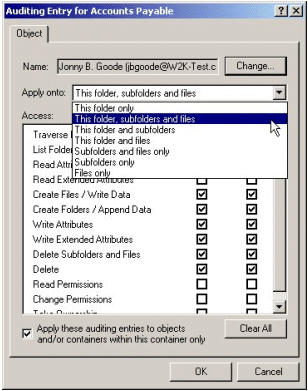 Auditing Entry for Accounts Payable
Object
Name: Jonny B. Goode (jbgoode@W2K-Test.c
Change...
Apply onto: This folder, subfolders and files
This folder only
This folder, subfolders and files
This folder and subfolders
This folder and files
Subfolders and files only
Subfolders only
Files only
Access:
Traverse
List Folder
Read Attri
Read Extended Attributes
Create Files / Write Data
Create Folders / Append Data
Write Attributes
Write Extended Attributes
Delete Subfolders and Files
Delete
Read Permissions
Change Permissions
Take Ownership
Apply these auditing entries to objects
and/or containers within this container only
Clear All
OK
Cancel